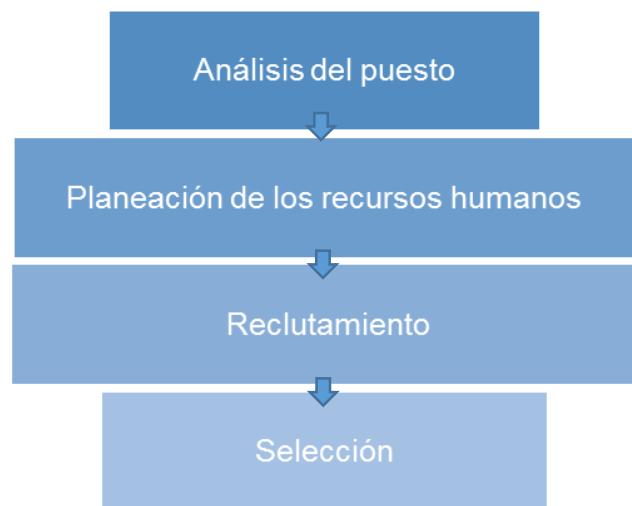 Análisis del puesto
Planeación de los recursos humanos
Reclutamiento
Selección